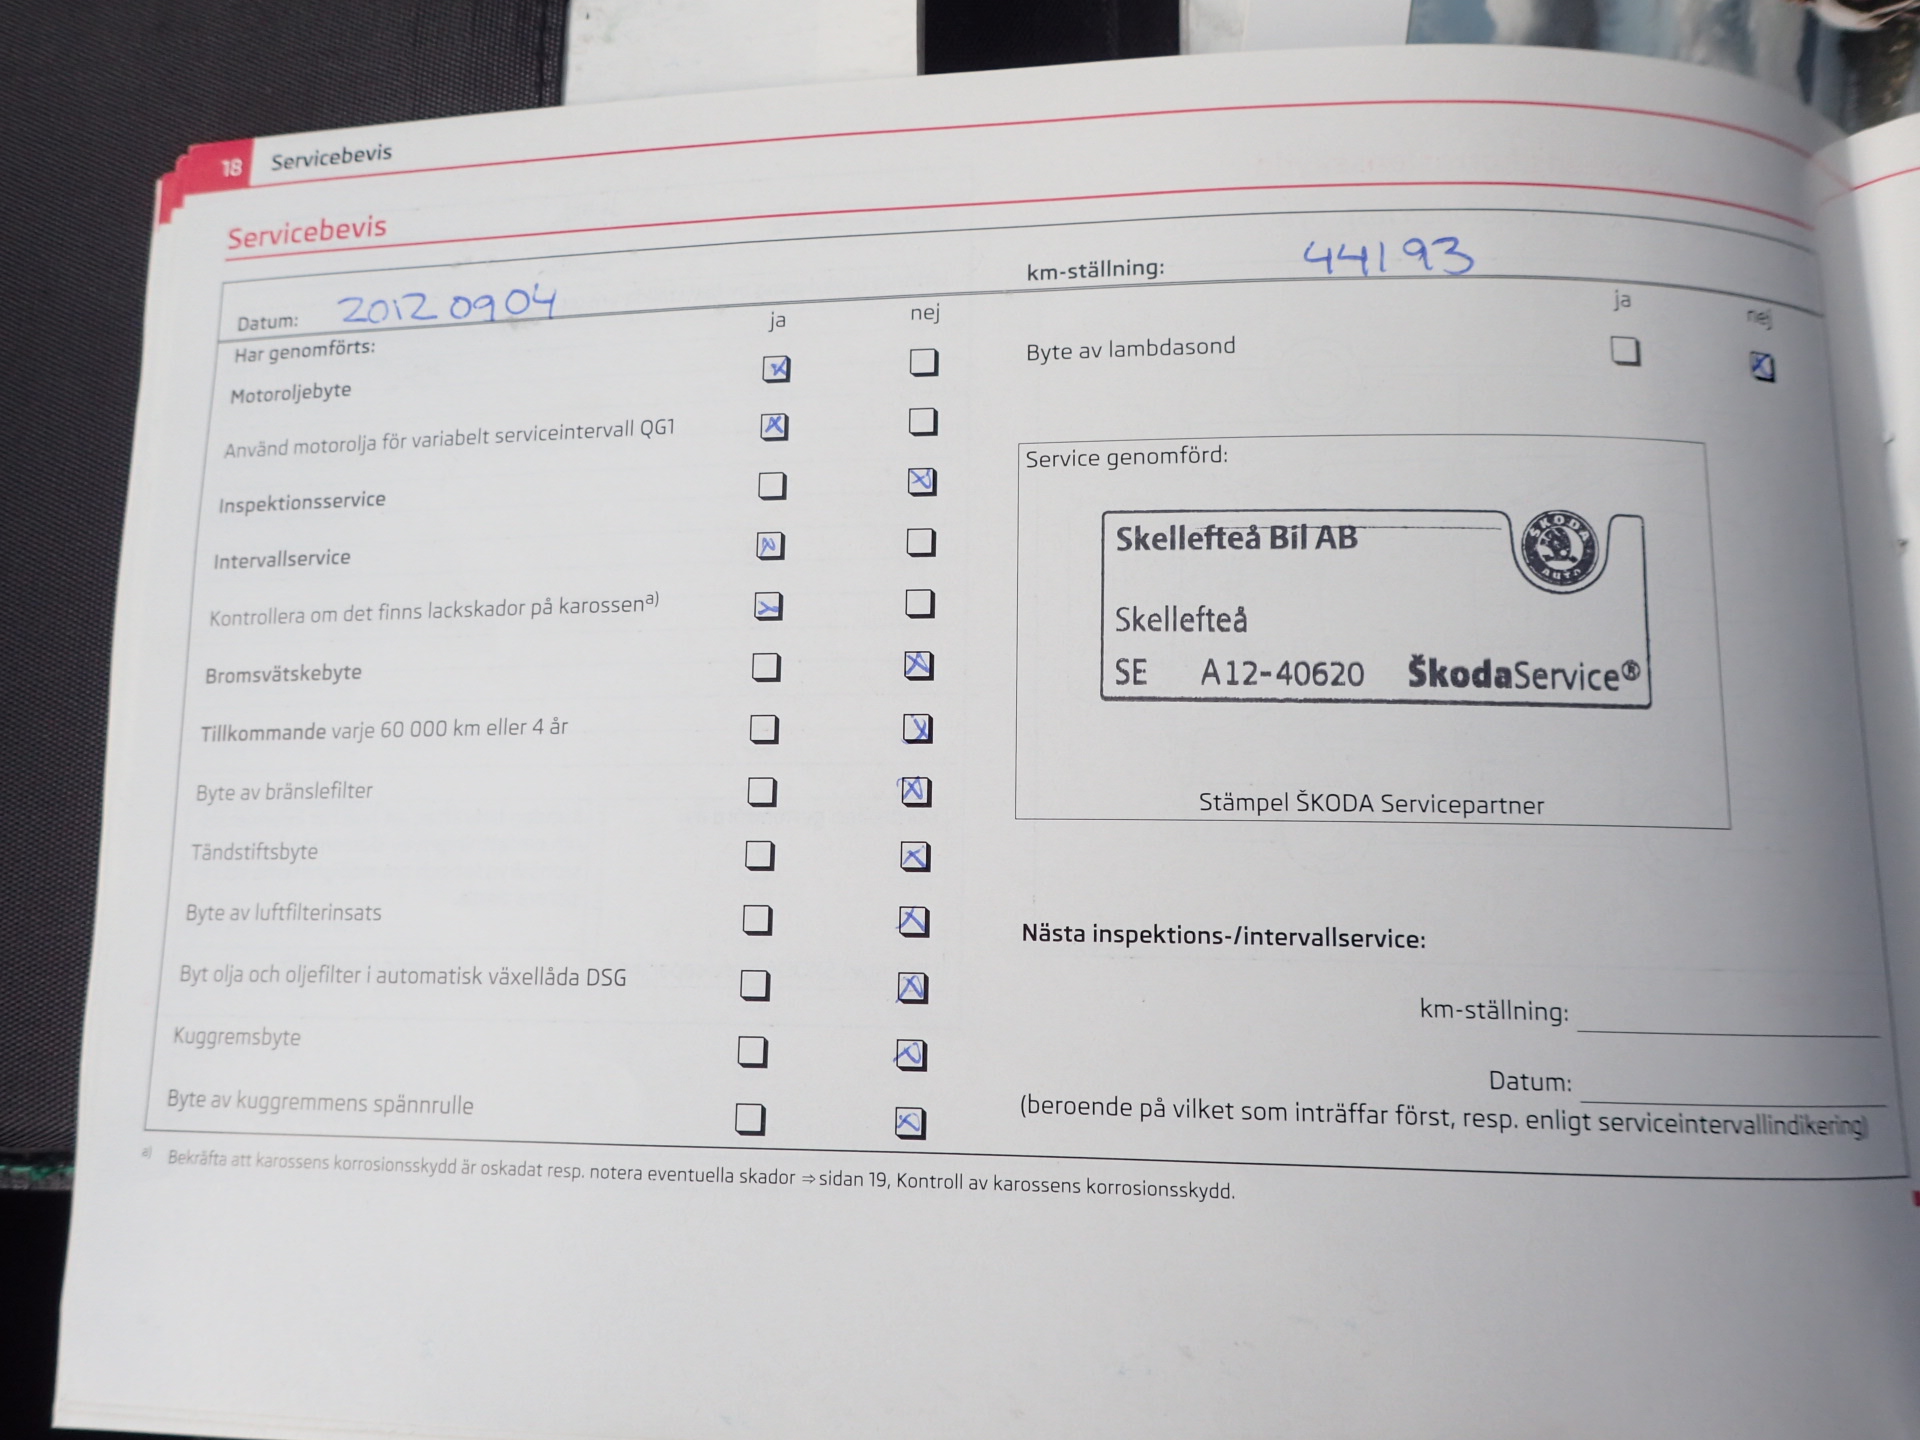 18 Servicebevis
Servicebevis
Datum: 2012 09 04
km-ställning: 44193
Har genomförts:
ja nej
Motoroljebyte
Använd motorolja för variabelt serviceintervall QG1
Inspektionsservice
Intervallservice
Kontrollera om det finns lackskador på karossen a)
Bromsvätskebyte
Tillkommande varje 60 000 km eller 4 år
Byte av bränslefilter
Tändstiftsbyte
Byte av luftfilterinsats
Byt olja och oljefilter i automatisk växellåda DSG
Kuggremsbyte
Byte av kuggremmens spännrulle
ja nej
Byte av lambdasond
Service genomförd:
Skellefteå Bil AB
ŠKODA
AUTO
Skellefteå
SE A12-40620 ŠkodaService®
Stämpel ŠKODA Servicepartner
Nästa inspektions-/intervallservice:
km-ställning:
Datum:
(beroende på vilket som inträffar först, resp. enligt serviceintervallindikering)
a) Bekräfta att karossens korrosionsskydd är oskadat resp. notera eventuella skador ⇒ sidan 19, Kontroll av karossens korrosionsskydd.